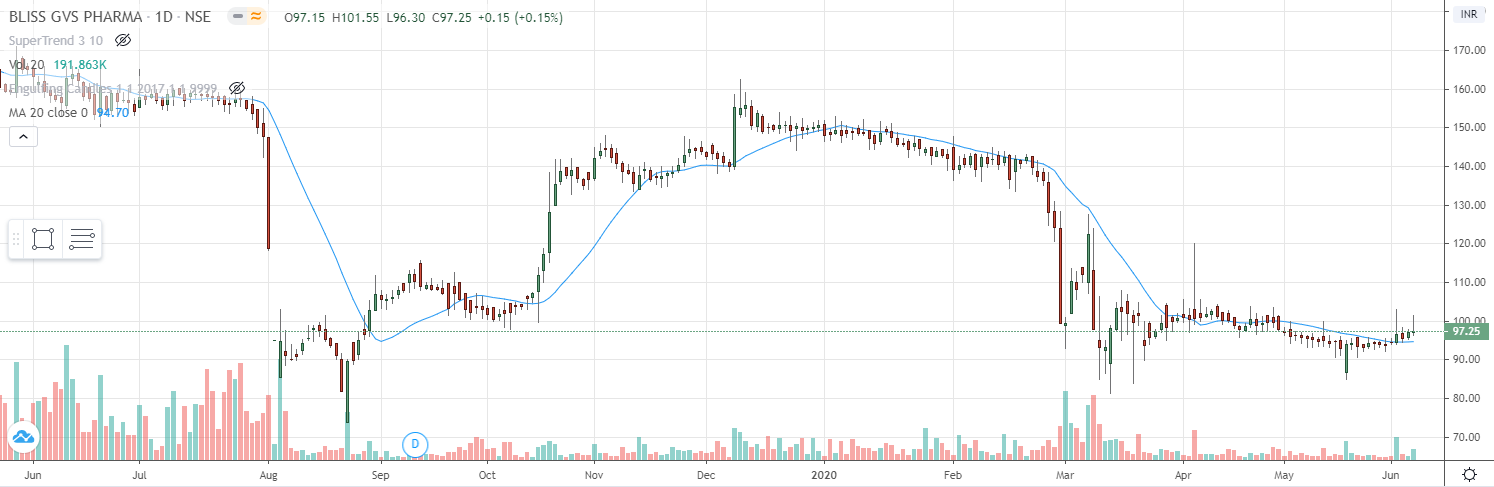 BLISS GVS PHARMA · 1D · NSE O97.15 H101.55 L96.30 C97.25 +0.15 (+0.15%) INR
SuperTrend 3 10
Vol 20 191.863K
Engulfing Candles 1 1 2017 1 1 9999
MA 20 close 0 94.70
170.00
160.00
150.00
140.00
130.00
120.00
110.00
100.00
97.25
90.00
80.00
70.00
D
Jun Jul Aug Sep Oct Nov Dec 2020 Feb Mar Apr May Jun